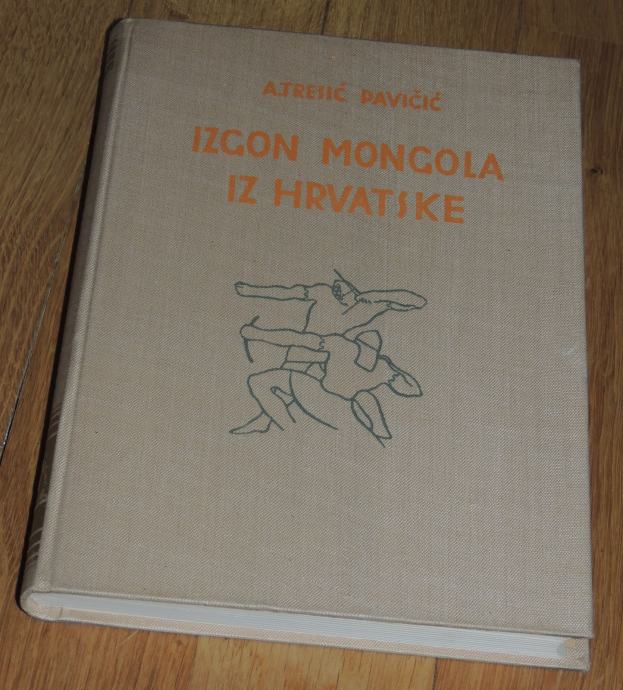 A.TRESIĆ PAVIČIĆ
IZGON MONGOLA
IZ HRVATSKE